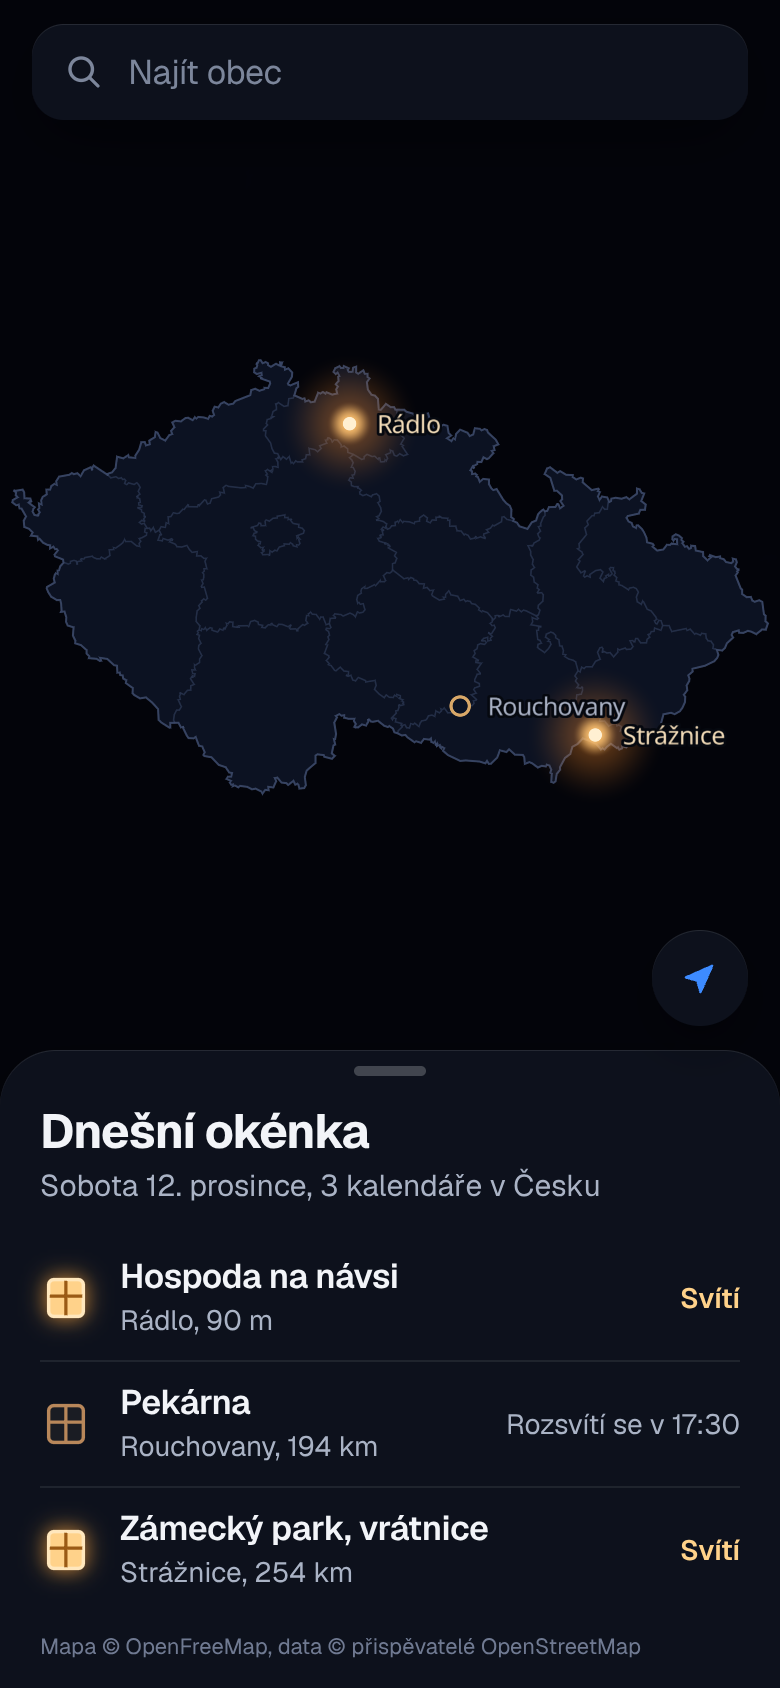 Najít obec
Rádlo
Rouchovany
Strážnice
Dnešní okénka
Sobota 12. prosince, 3 kalendáře v Česku
Hospoda na návsi
Rádlo, 90 m
Svítí
Pekárna
Rouchovany, 194 km
Rozsvítí se v 17:30
Zámecký park, vrátnice
Strážnice, 254 km
Svítí
Mapa © OpenFreeMap, data © přispěvatelé OpenStreetMap